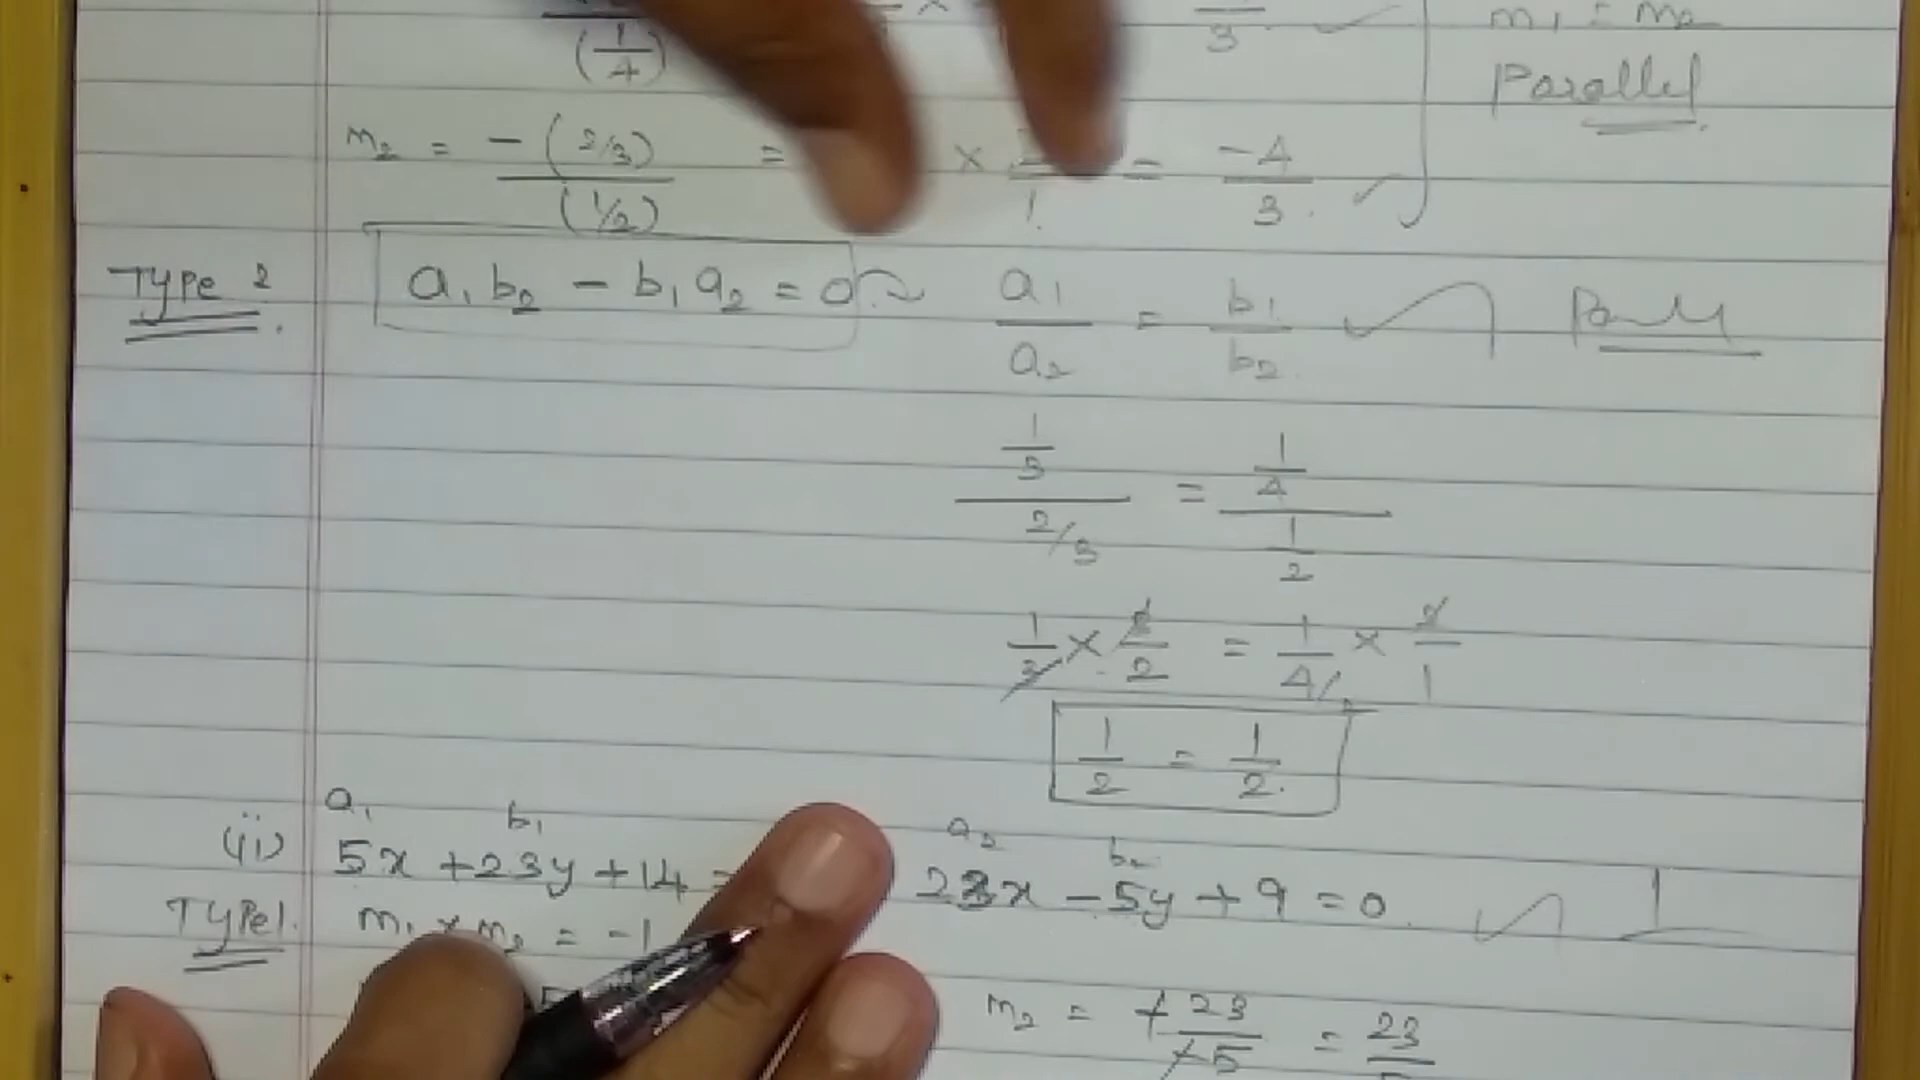 (1/4) × 3 m1 = m2
Parallel
m2 = -(2/3)/(1/2) = × /1 = -4/3
Type 2 a1b2 - b1a2 = 0 a1/a2 = b1/b2
1/3 / 2/3 = 1/4 / 1/2
1/3 × 3/2 = 1/4 × 2/1
1/2 = 1/2
a1 b1 a2 b2
(ii) 5x + 23y + 14 = 23x - 5y + 9 = 0
TYPe1. m1 × m2 = -1
5 m2 = -23/-5 = 23